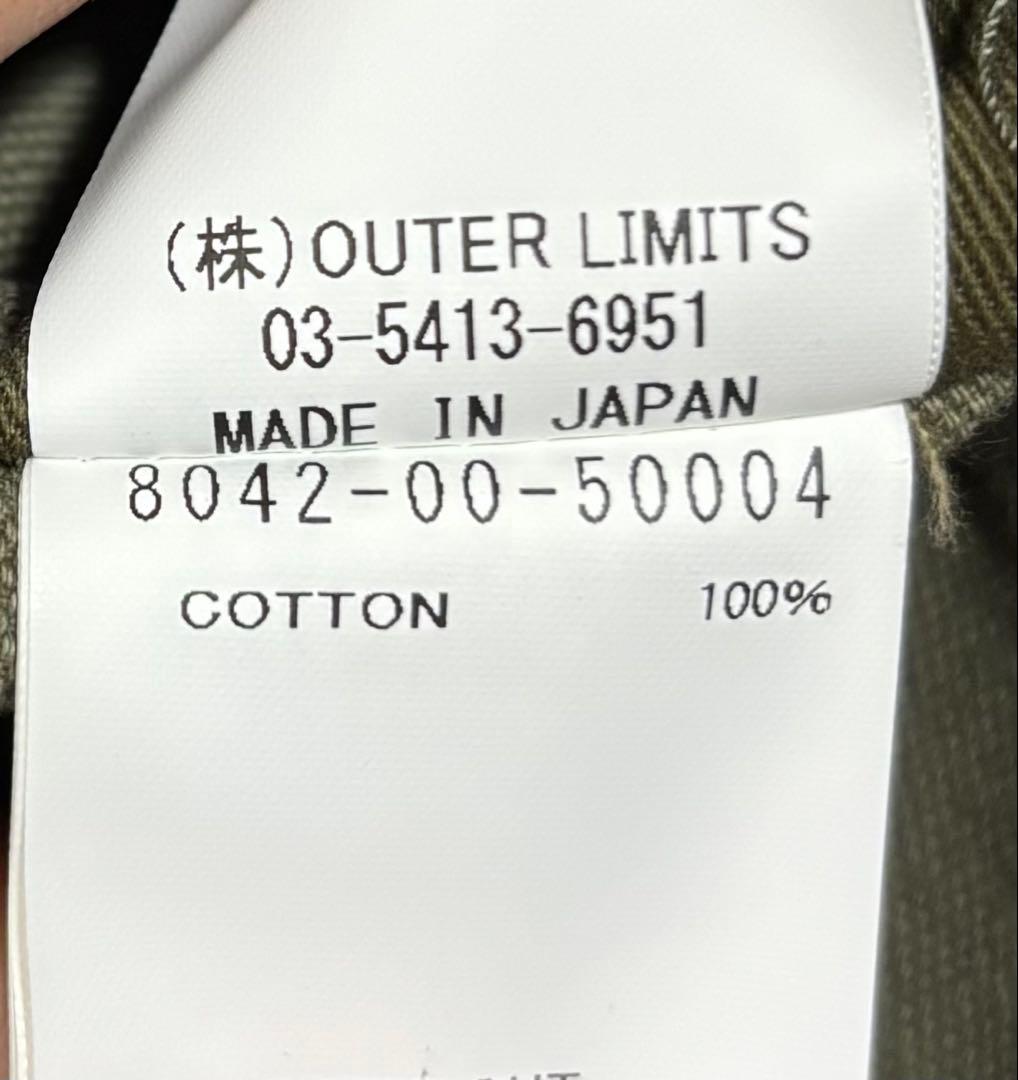 (株)OUTER LIMITS
03-5413-6951
MADE IN JAPAN
8042-00-50004
COTTON 100%